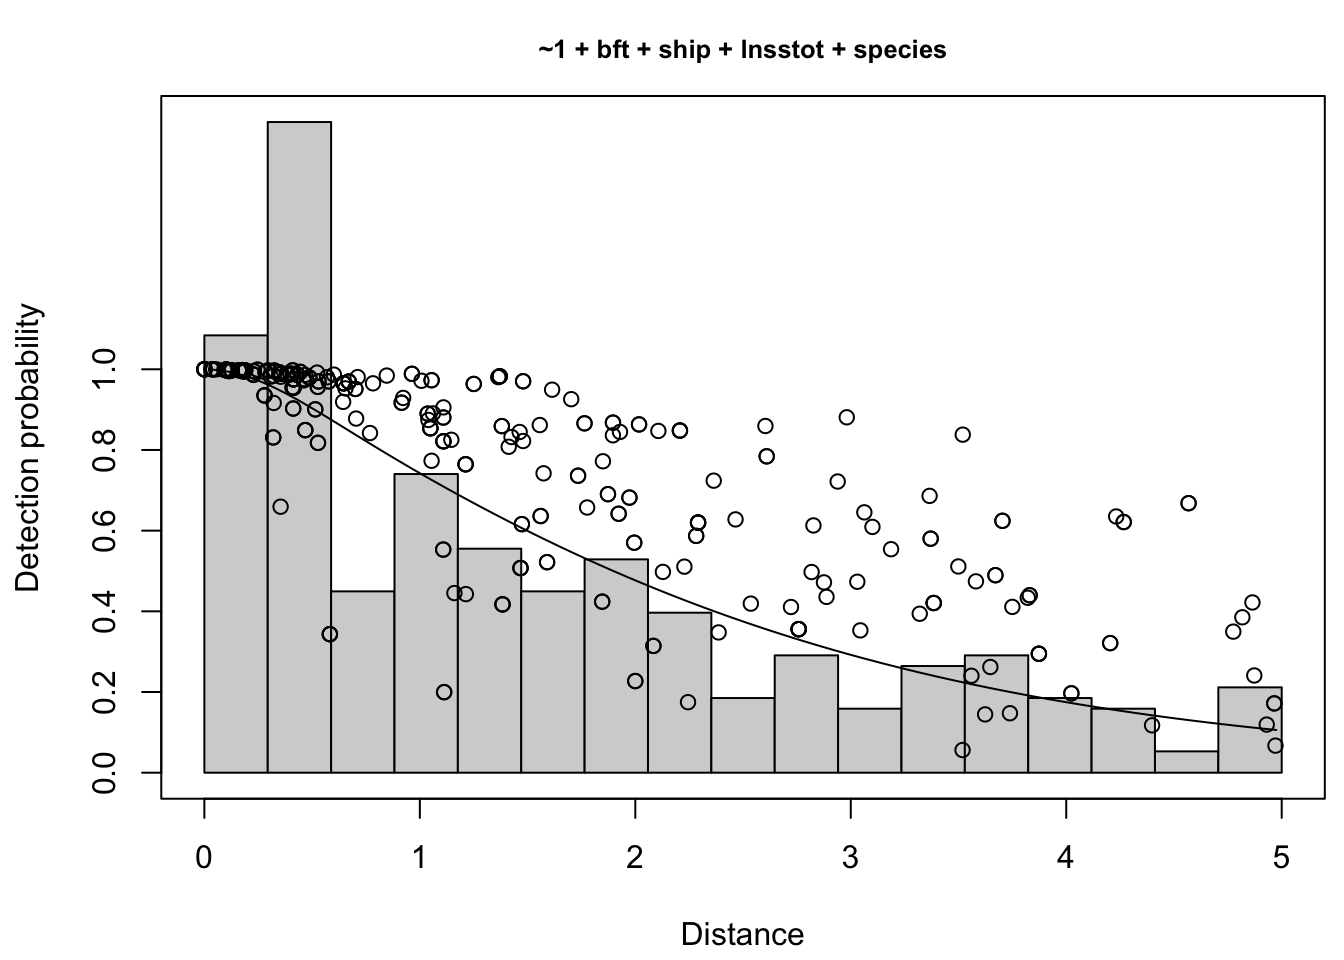 ~1 + bft + ship + lnsstot + species
Detection probability
1.0
0.8
0.6
0.4
0.2
0.0
0 1 2 3 4 5
Distance